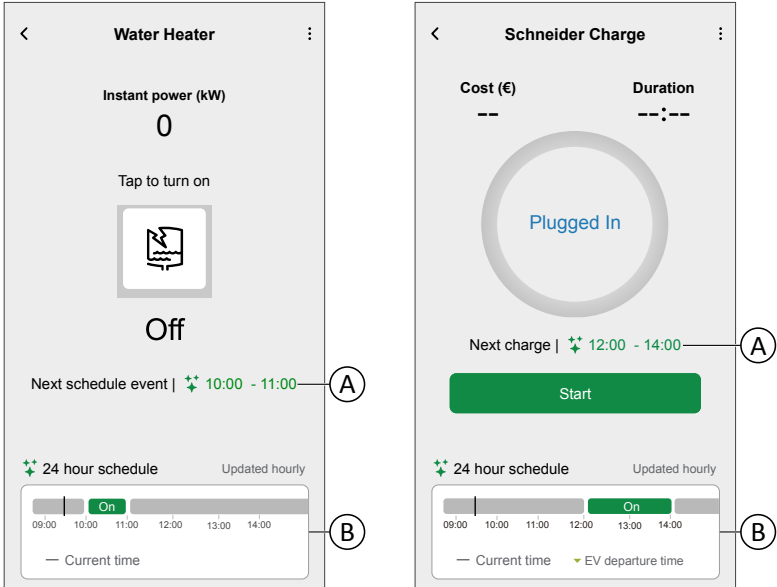 Water Heater
Instant power (kW)
0
Tap to turn on
Off
Next schedule event | 10:00 - 11:00
A
24 hour schedule
Updated hourly
On
09:00 10:00 11:00 12:00 13:00 14:00
B
Current time
Schneider Charge
Cost (€) Duration
-- --:--
Plugged In
Next charge | 12:00 - 14:00
A
Start
24 hour schedule
Updated hourly
On
09:00 10:00 11:00 12:00 13:00 14:00
B
Current time EV departure time